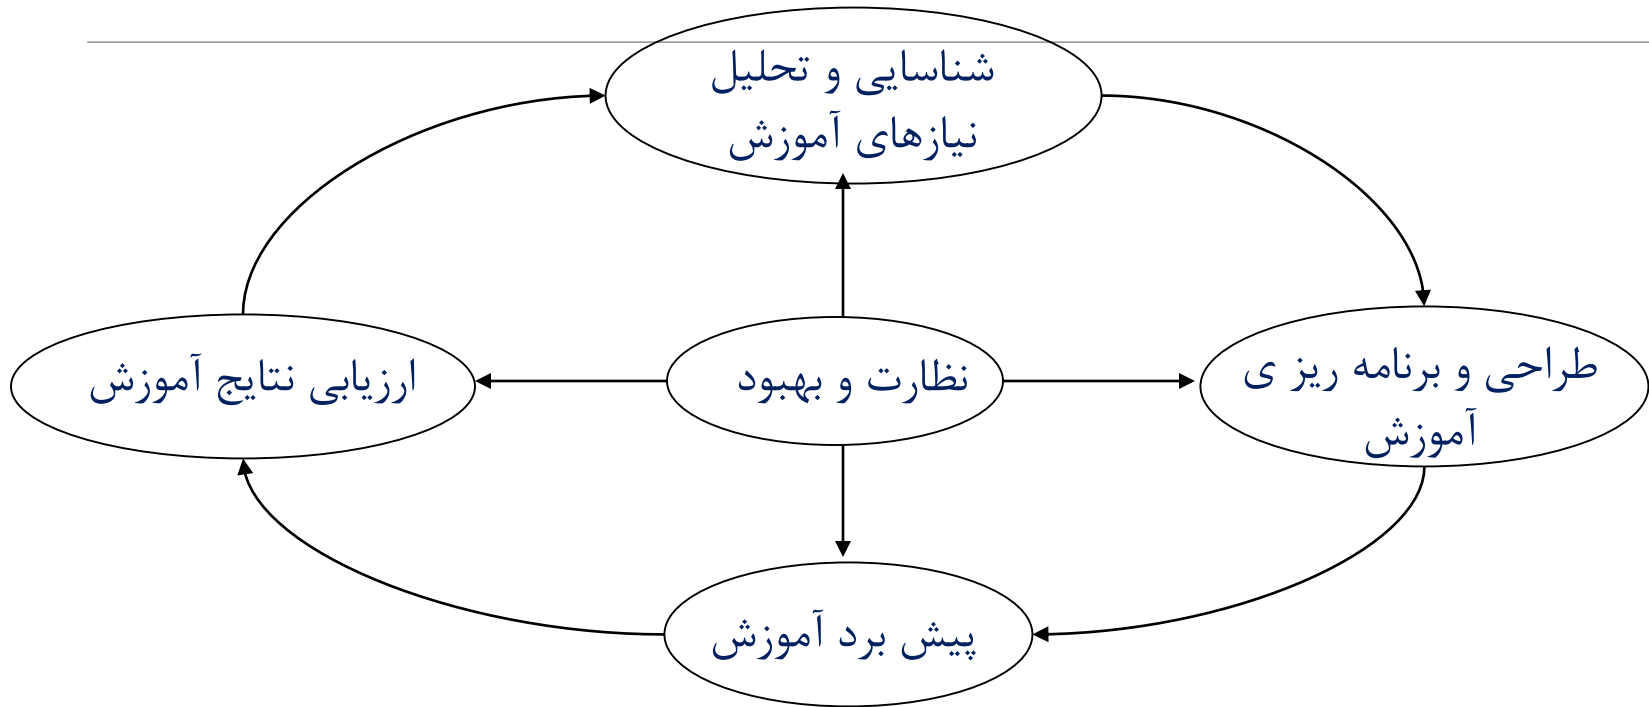 شناسایی و تحلیل
نیازهای آموزش
طراحی و برنامه ریز ی
آموزش
نظارت و بهبود
ارزیابی نتایج آموزش
پیش برد آموزش